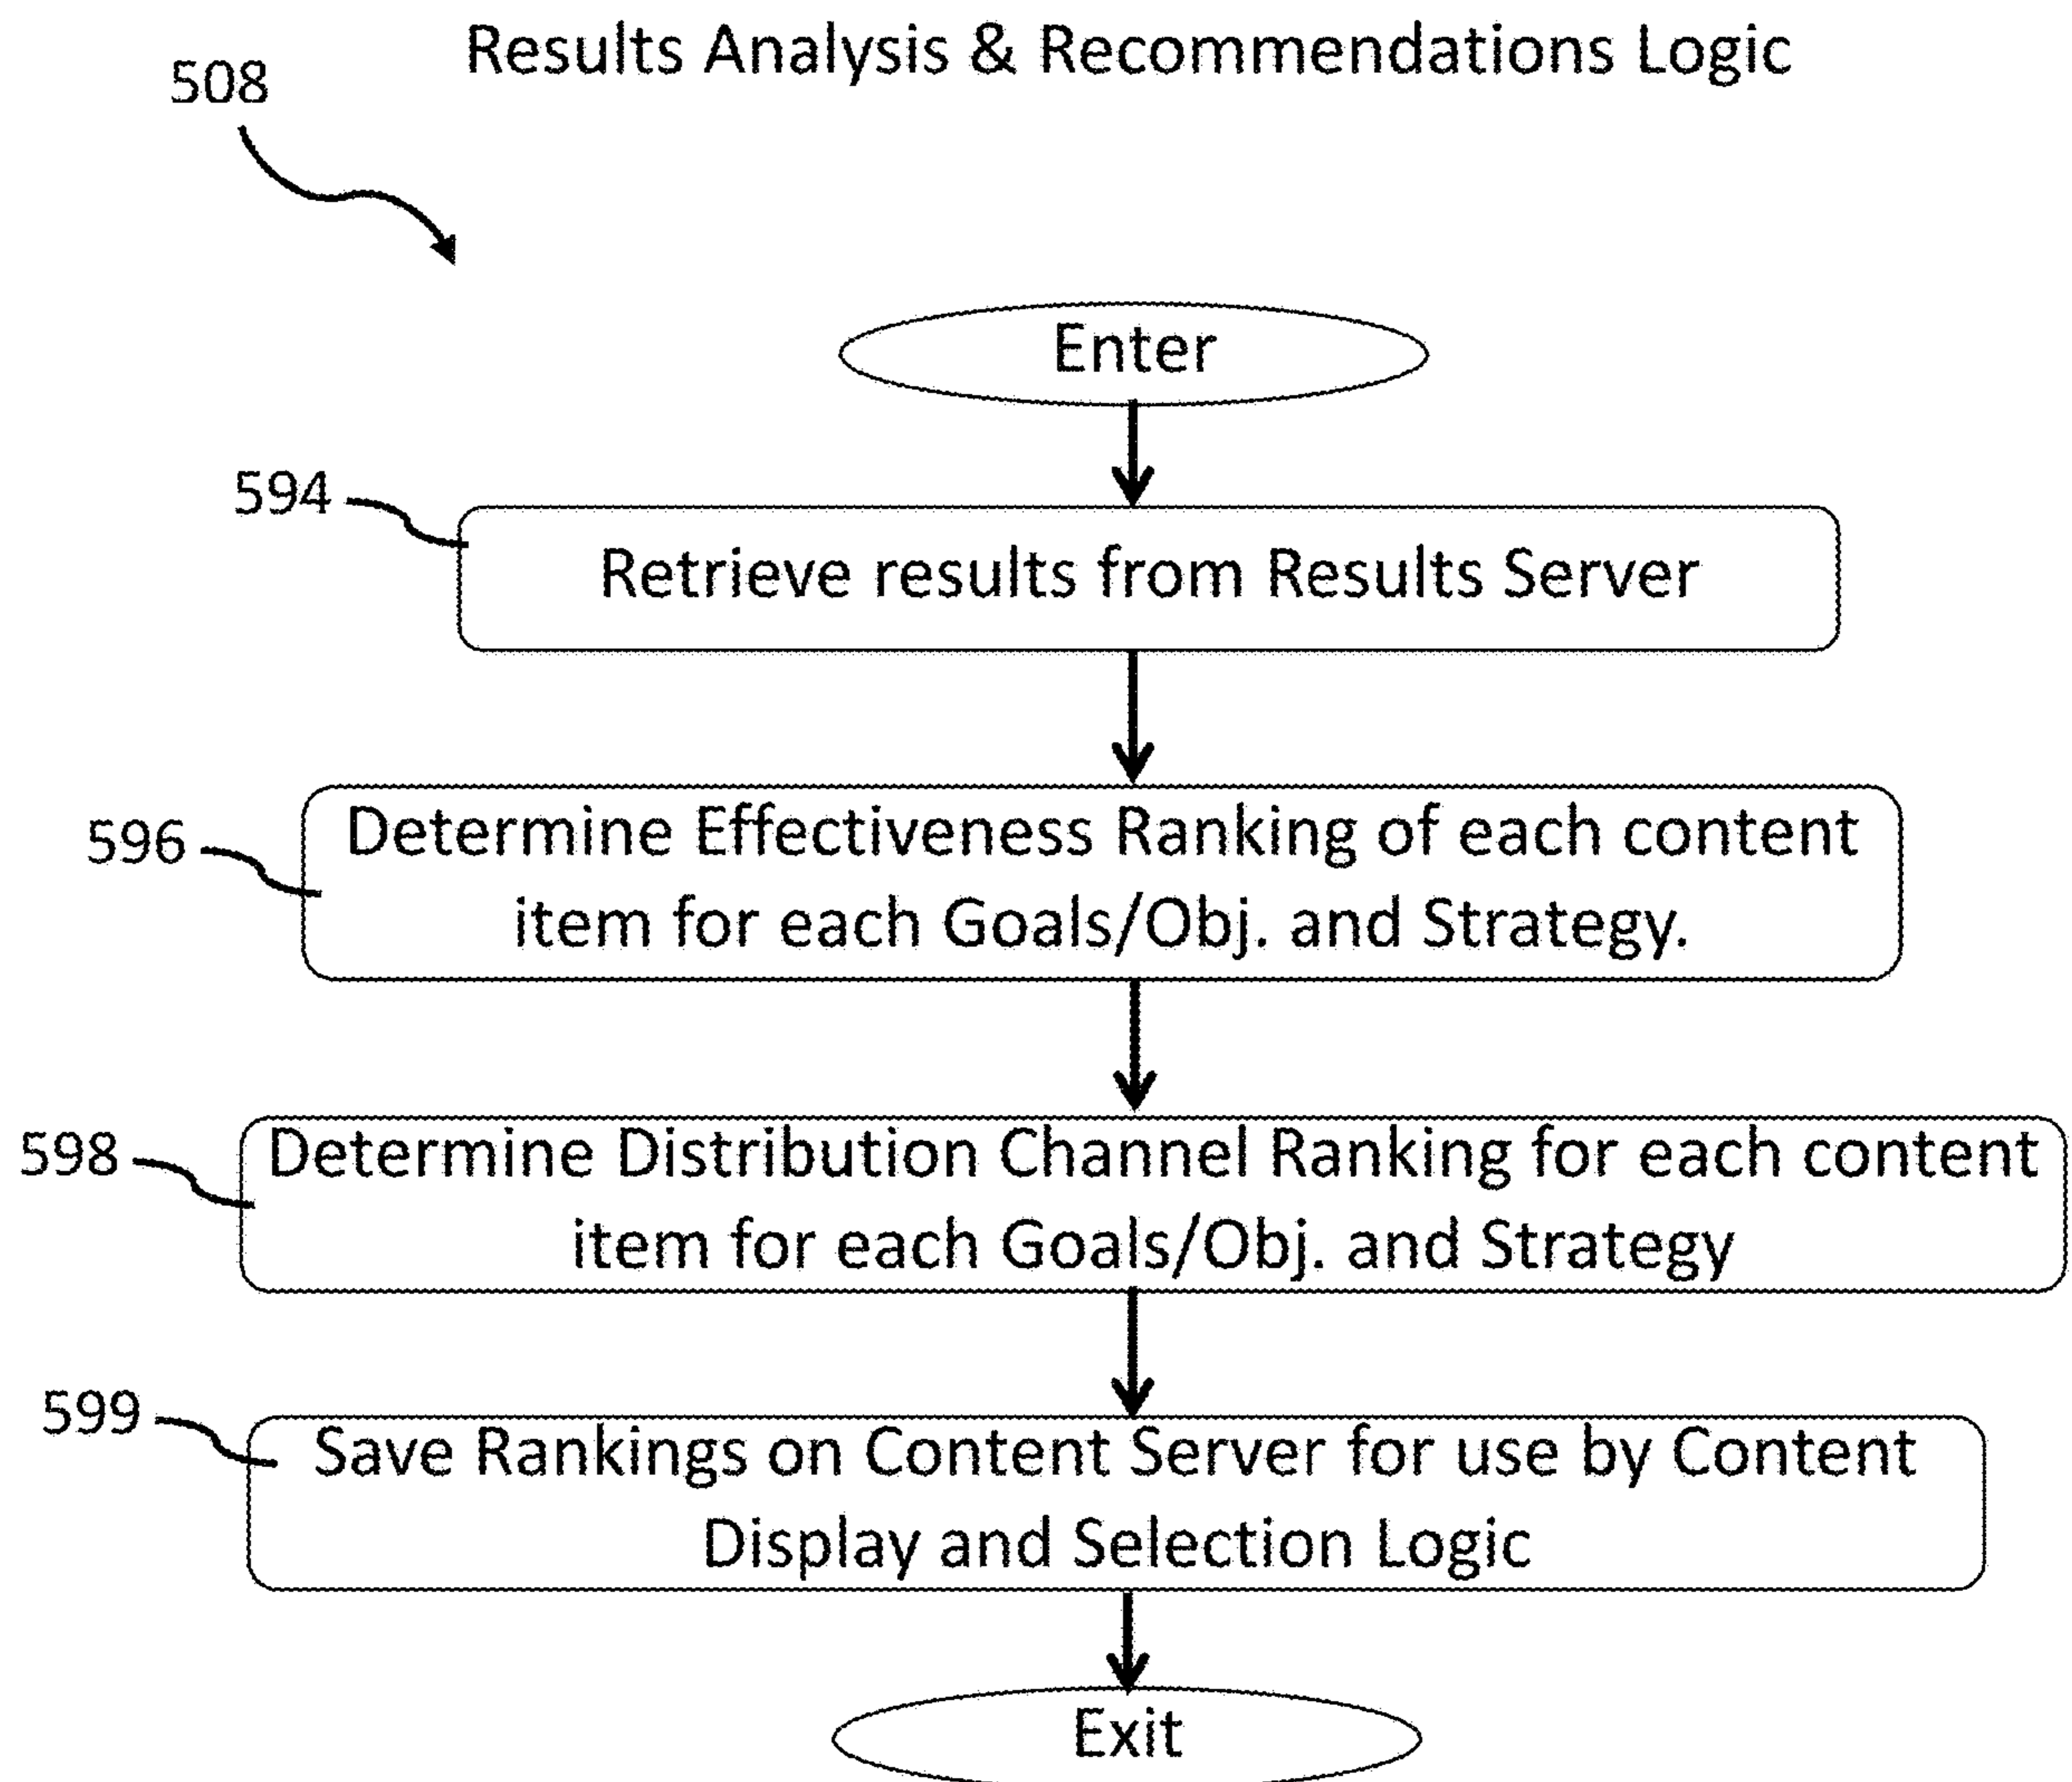 Results Analysis & Recommendations Logic
508
Enter
594
Retrieve results from Results Server
596
Determine Effectiveness Ranking of each content
item for each Goals/Obj. and Strategy.
598
Determine Distribution Channel Ranking for each content
item for each Goals/Obj. and Strategy
599
Save Rankings on Content Server for use by Content
Display and Selection Logic
Exit